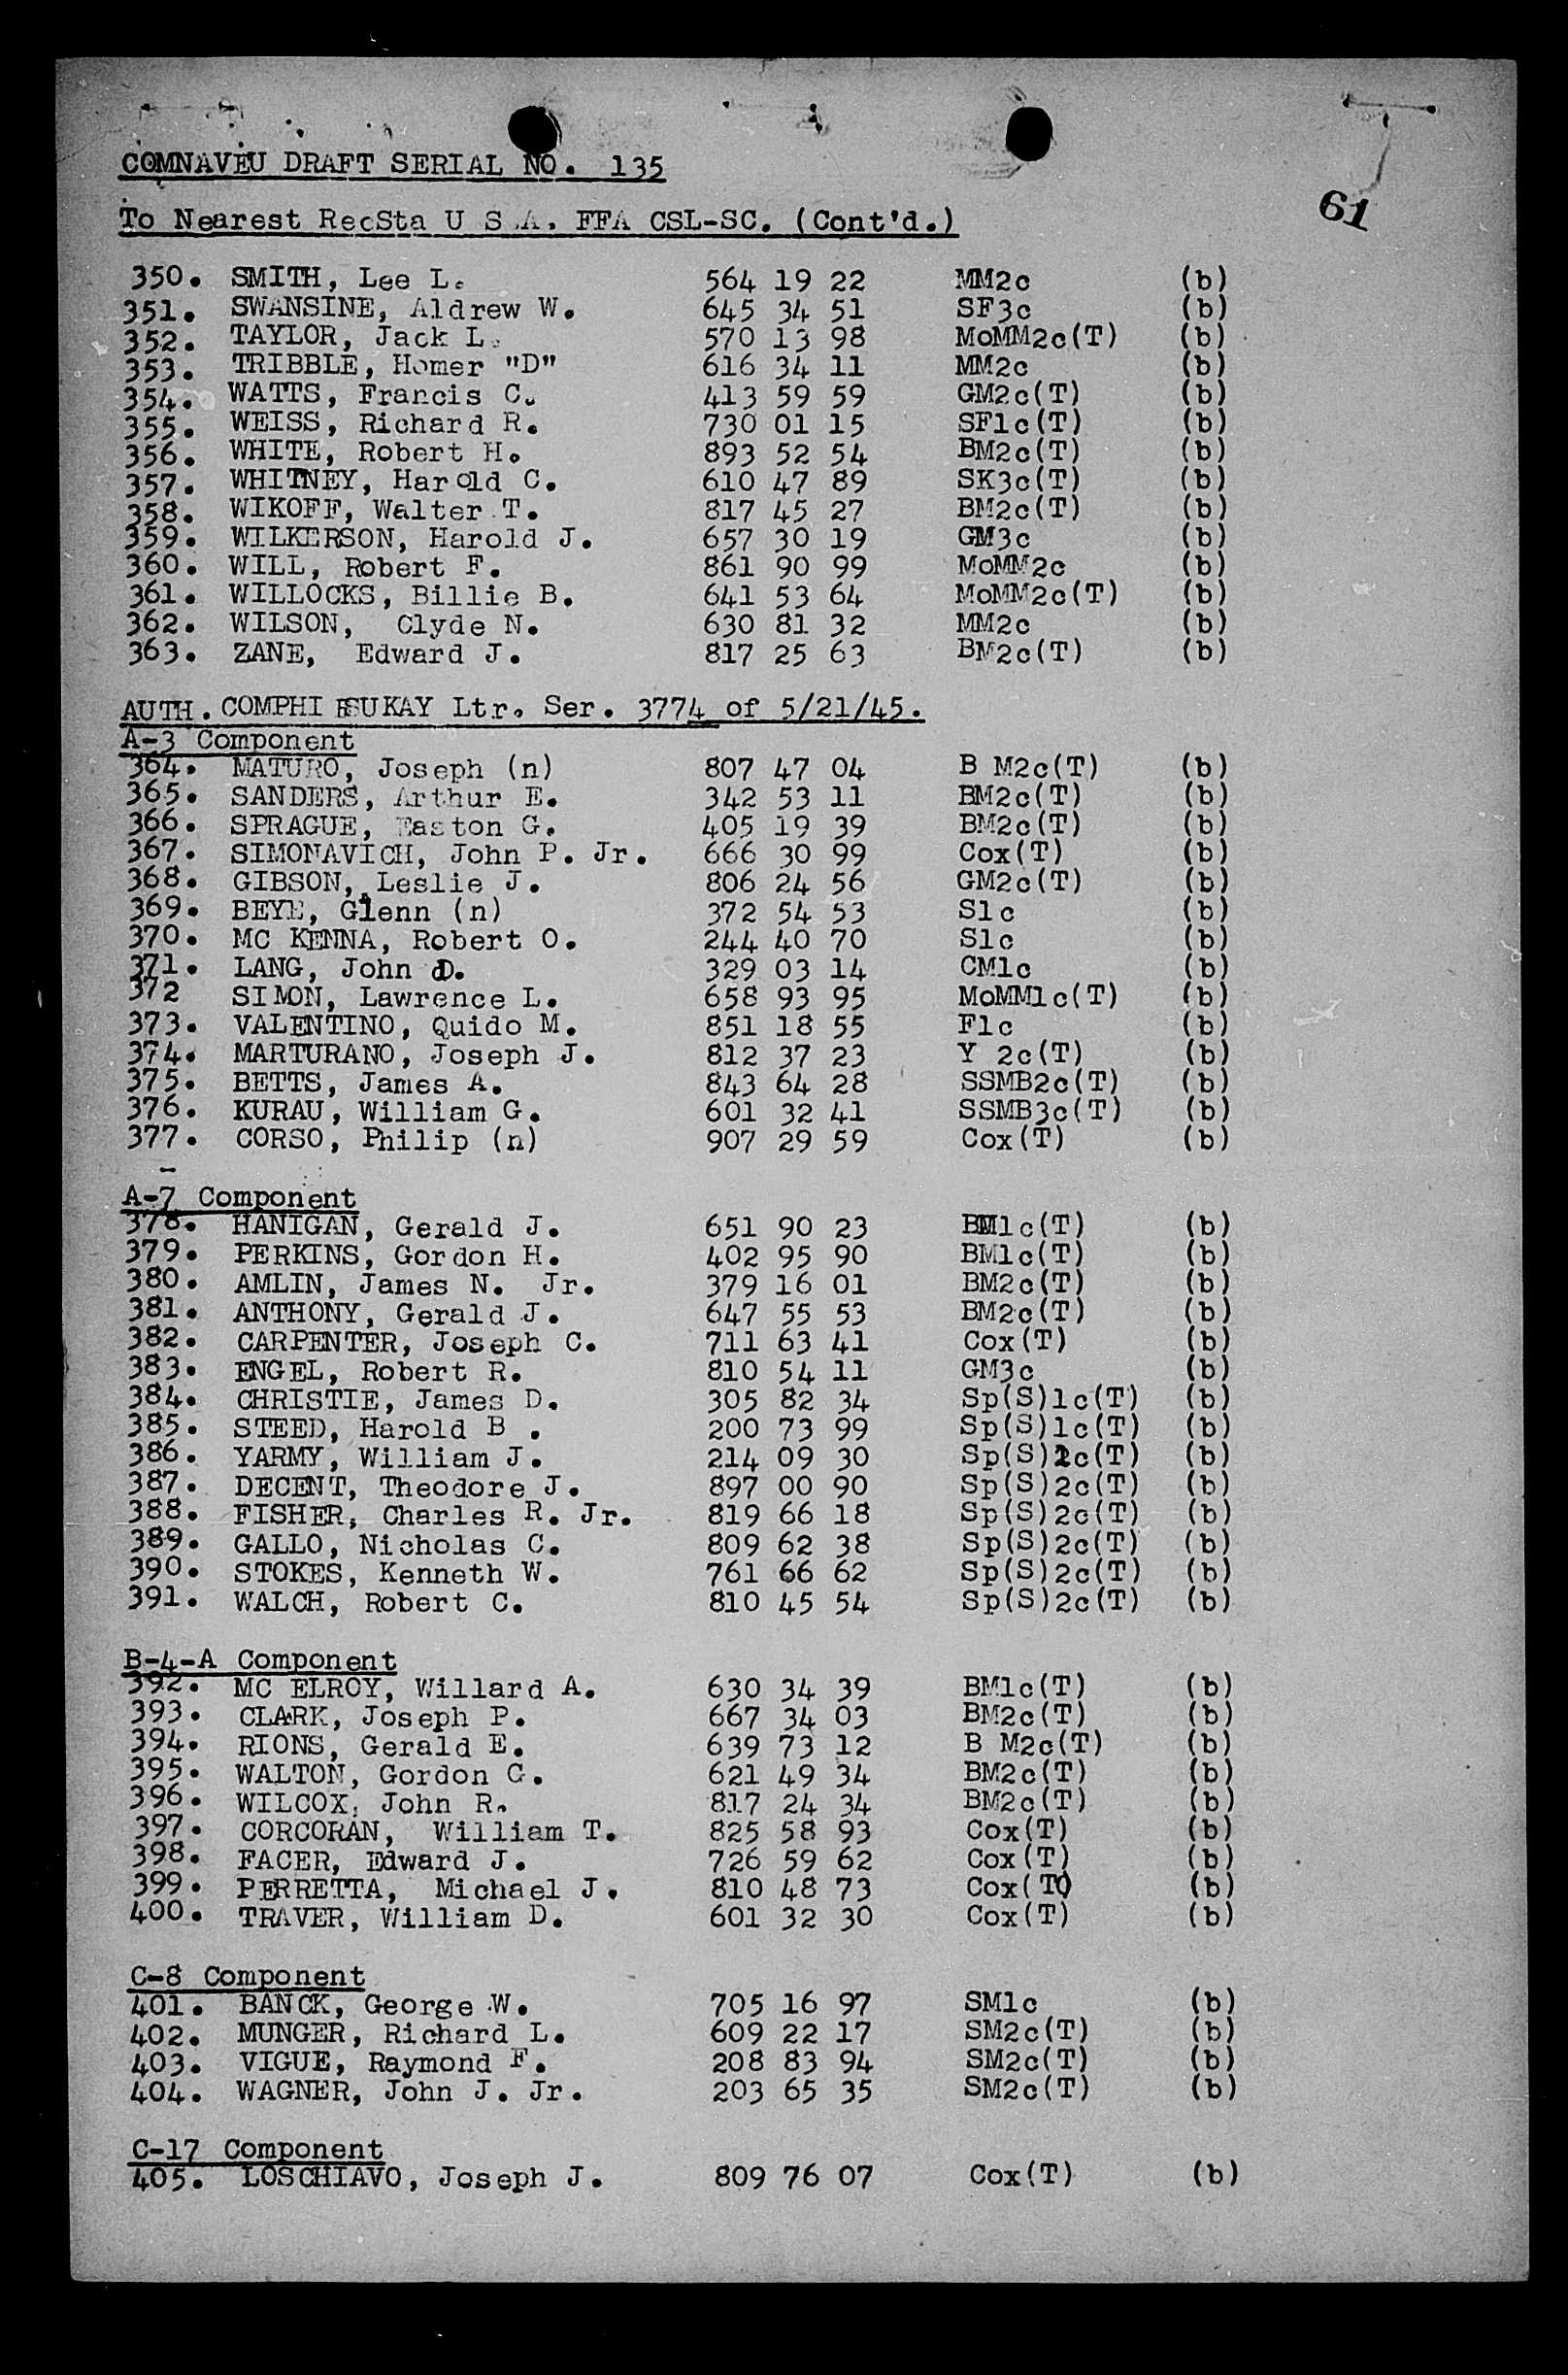 COMNAVEU DRAFT SERIAL NO. 135
61
To Nearest RecSta U S.A. FFA CSL-SC. (Cont'd.)
350. SMITH, Lee L. 564 19 22 MM2c (b)
351. SWANSINE, Aldrew W. 645 34 51 SF3c (b)
352. TAYLOR, Jack L. 570 13 98 MoMM2c(T) (b)
353. TRIBBLE, Homer "D" 616 34 11 MM2c (b)
354. WATTS, Francis C. 413 59 59 GM2c(T) (b)
355. WEISS, Richard R. 730 01 15 SF1c(T) (b)
356. WHITE, Robert H. 893 52 54 BM2c(T) (b)
357. WHITNEY, Harold C. 610 47 89 SK3c(T) (b)
358. WIKOFF, Walter T. 817 45 27 BM2c(T) (b)
359. WILKERSON, Harold J. 657 30 19 GM3c (b)
360. WILL, Robert F. 861 90 99 MoMM2c (b)
361. WILLOCKS, Billie B. 641 53 64 MoMM2c(T) (b)
362. WILSON, Clyde N. 630 81 32 MM2c (b)
363. ZANE, Edward J. 817 25 63 BM2c(T) (b)
AUTH. COMPHI BSUKAY Ltr. Ser. 3774 of 5/21/45.
A-3 Component
364. MATURO, Joseph (n) 807 47 04 B M2c(T) (b)
365. SANDERS, Arthur E. 342 53 11 BM2c(T) (b)
366. SPRAGUE, Easton G. 405 19 39 BM2c(T) (b)
367. SIMONAVICH, John P. Jr. 666 30 99 Cox(T) (b)
368. GIBSON, Leslie J. 806 24 56 GM2c(T) (b)
369. BEYE, Glenn (n) 372 54 53 S1c (b)
370. MC KENNA, Robert O. 244 40 70 S1c (b)
371. LANG, John D. 329 03 14 CM1c (b)
372 SIMON, Lawrence L. 658 93 95 MoMM1c(T) (b)
373. VALENTINO, Quido M. 851 18 55 F1c (b)
374. MARTURANO, Joseph J. 812 37 23 Y 2c(T) (b)
375. BETTS, James A. 843 64 28 SSMB2c(T) (b)
376. KURAU, William G. 601 32 41 SSMB3c(T) (b)
377. CORSO, Philip (n) 907 29 59 Cox(T) (b)
A-7 Component
378. HANIGAN, Gerald J. 651 90 23 BM1c(T) (b)
379. PERKINS, Gordon H. 402 95 90 BM1c(T) (b)
380. AMLIN, James N. Jr. 379 16 01 BM2c(T) (b)
381. ANTHONY, Gerald J. 647 55 53 BM2c(T) (b)
382. CARPENTER, Joseph C. 711 63 41 Cox(T) (b)
383. ENGEL, Robert R. 810 54 11 GM3c (b)
384. CHRISTIE, James D. 305 82 34 Sp(S)1c(T) (b)
385. STEED, Harold B . 200 73 99 Sp(S)1c(T) (b)
386. YARMY, William J. 214 09 30 Sp(S)1c(T) (b)
387. DECENT, Theodore J. 897 00 90 Sp(S)2c(T) (b)
388. FISHER, Charles R. Jr. 819 66 18 Sp(S)2c(T) (b)
389. GALLO, Nicholas C. 809 62 38 Sp(S)2c(T) (b)
390. STOKES, Kenneth W. 761 66 62 Sp(S)2c(T) (b)
391. WALCH, Robert C. 810 45 54 Sp(S)2c(T) (b)
B-4-A Component
392. MC ELROY, Willard A. 630 34 39 BM1c(T) (b)
393. CLARK, Joseph P. 667 34 03 BM2c(T) (b)
394. RIONS, Gerald E. 639 73 12 B M2c(T) (b)
395. WALTON, Gordon G. 621 49 34 BM2c(T) (b)
396. WILCOX, John R. 817 24 34 BM2c(T) (b)
397. CORCORAN, William T. 825 58 93 Cox(T) (b)
398. FACER, Edward J. 726 59 62 Cox(T) (b)
399. PERRETTA, Michael J. 810 48 73 Cox(T) (b)
400. TRAVER, William D. 601 32 30 Cox(T) (b)
C-8 Component
401. BANCK, George W. 705 16 97 SM1c (b)
402. MUNGER, Richard L. 609 22 17 SM2c(T) (b)
403. VIGUE, Raymond F. 208 83 94 SM2c(T) (b)
404. WAGNER, John J. Jr. 203 65 35 SM2c(T) (b)
C-17 Component
405. LOSCHIAVO, Joseph J. 809 76 07 Cox(T) (b)